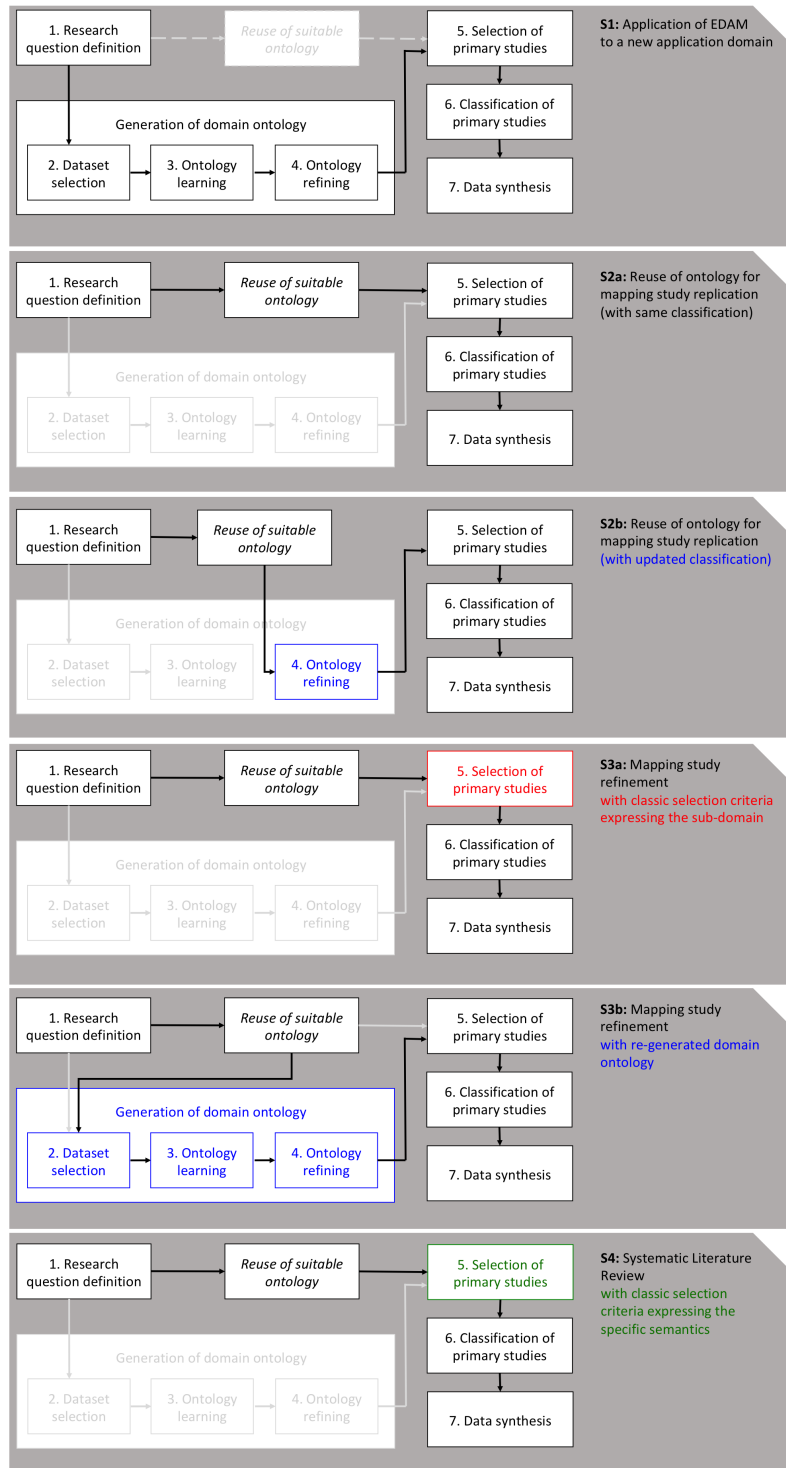 1. Research
question definition
Reuse of suitable
ontology
5. Selection of
primary studies
S1: Application of EDAM
to a new application domain
Generation of domain ontology
2. Dataset
selection
3. Ontology
learning
4. Ontology
refining
6. Classification of
primary studies
7. Data synthesis
1. Research
question definition
Reuse of suitable
ontology
5. Selection of
primary studies
S2a: Reuse of ontology for
mapping study replication
(with same classification)
Generation of domain ontology
2. Dataset
selection
3. Ontology
learning
4. Ontology
refining
6. Classification of
primary studies
7. Data synthesis
1. Research
question definition
Reuse of suitable
ontology
5. Selection of
primary studies
S2b: Reuse of ontology for
mapping study replication
(with updated classification)
Generation of domain ontology
2. Dataset
selection
3. Ontology
learning
4. Ontology
refining
6. Classification of
primary studies
7. Data synthesis
1. Research
question definition
Reuse of suitable
ontology
5. Selection of
primary studies
S3a: Mapping study
refinement
with classic selection criteria
expressing the sub-domain
Generation of domain ontology
2. Dataset
selection
3. Ontology
learning
4. Ontology
refining
6. Classification of
primary studies
7. Data synthesis
1. Research
question definition
Reuse of suitable
ontology
5. Selection of
primary studies
S3b: Mapping study
refinement
with re-generated domain
ontology
Generation of domain ontology
2. Dataset
selection
3. Ontology
learning
4. Ontology
refining
6. Classification of
primary studies
7. Data synthesis
1. Research
question definition
Reuse of suitable
ontology
5. Selection of
primary studies
S4: Systematic Literature
Review
with classic selection
criteria expressing the
specific semantics
Generation of domain ontology
2. Dataset
selection
3. Ontology
learning
4. Ontology
refining
6. Classification of
primary studies
7. Data synthesis